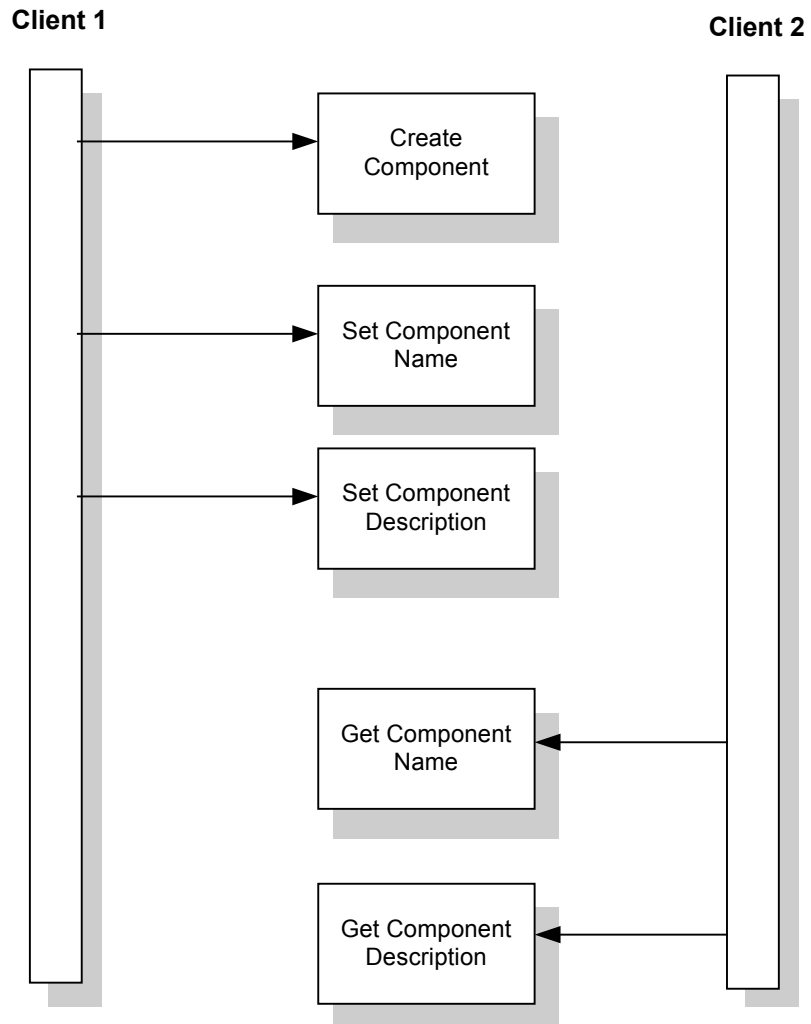 Client 1
Client 2
Create
Component
Set Component
Name
Set Component
Description
Get Component
Name
Get Component
Description